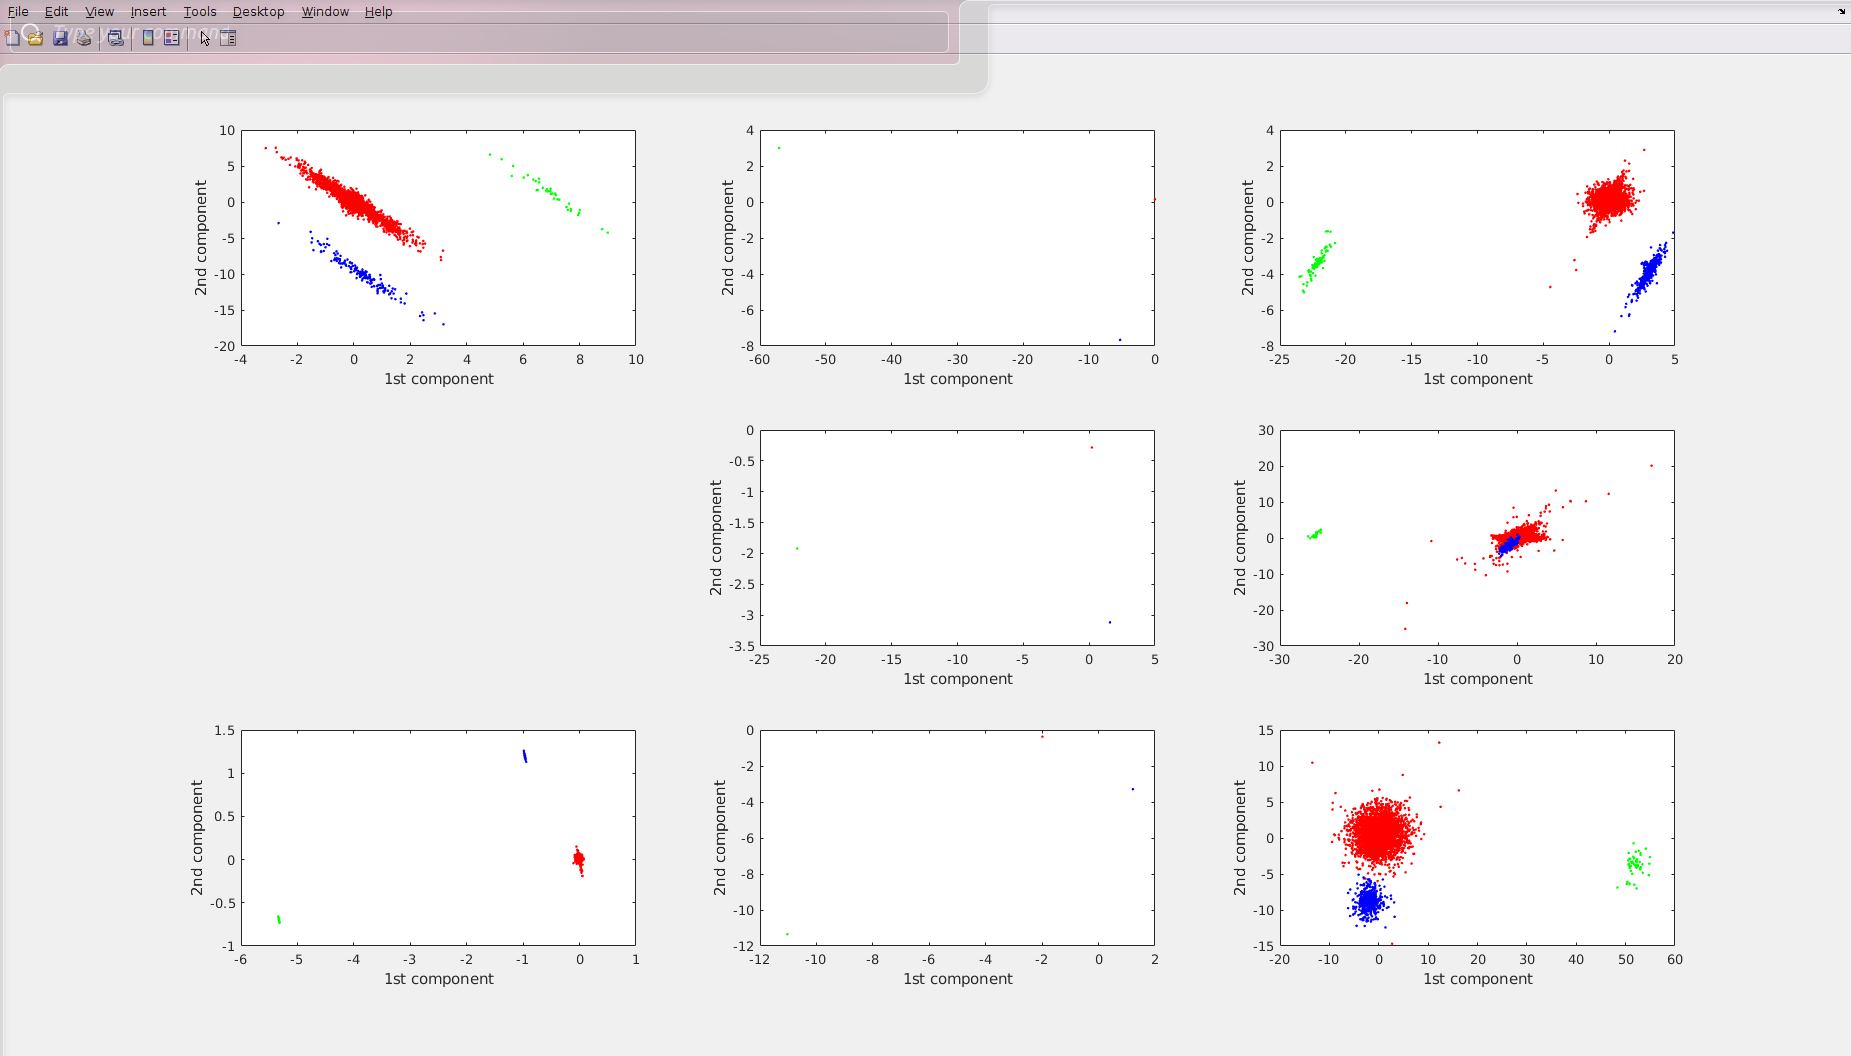 File Edit View Insert Tools Desktop Window Help
Type your command
10
5
0
-5
-10
-15
-20
2nd component
-4 -2 0 2 4 6 8 10
1st component
4
2
0
-2
-4
-6
-8
2nd component
-60 -50 -40 -30 -20 -10 0
1st component
4
2
0
-2
-4
-6
-8
2nd component
-25 -20 -15 -10 -5 0 5
1st component
0
-0.5
-1
-1.5
-2
-2.5
-3
-3.5
2nd component
-25 -20 -15 -10 -5 0 5
1st component
30
20
10
0
-10
-20
-30
2nd component
-30 -20 -10 0 10 20
1st component
1.5
1
0.5
0
-0.5
-1
2nd component
-6 -5 -4 -3 -2 -1 0 1
1st component
0
-2
-4
-6
-8
-10
-12
2nd component
-12 -10 -8 -6 -4 -2 0 2
1st component
15
10
5
0
-5
-10
-15
2nd component
-20 -10 0 10 20 30 40 50 60
1st component